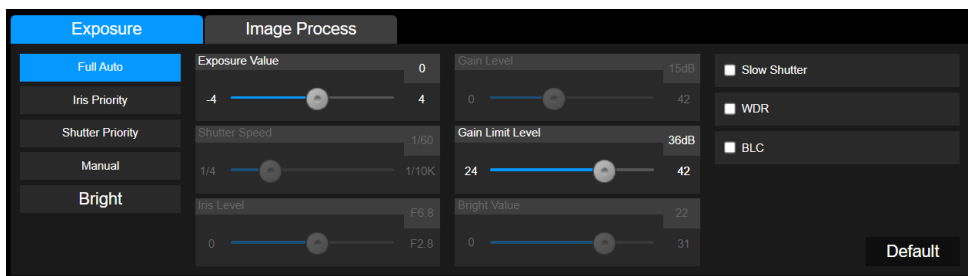 Exposure
Image Process
Full Auto
Iris Priority
Shutter Priority
Manual
Bright
Exposure Value
0
-4
4
Gain Level
15dB
0
42
Shutter Speed
1/60
1/4
1/10K
Gain Limit Level
36dB
24
42
Iris Level
F6.8
0
F2.8
Bright Value
22
0
31
Slow Shutter
WDR
BLC
Default